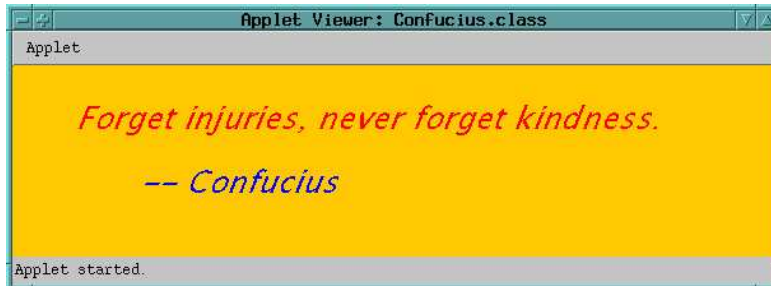 Applet Viewer: Confucius.class
Applet
Forget injuries, never forget kindness.
-- Confucius
Applet started.